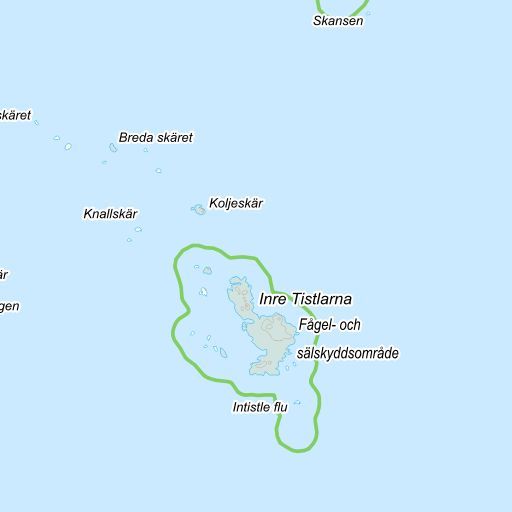 Skansen
skäret
Breda skäret
Koljeskär
Knallskär
är
gen
Inre Tistlarna
Fågel- och
sälskyddsområde
Intistle flu